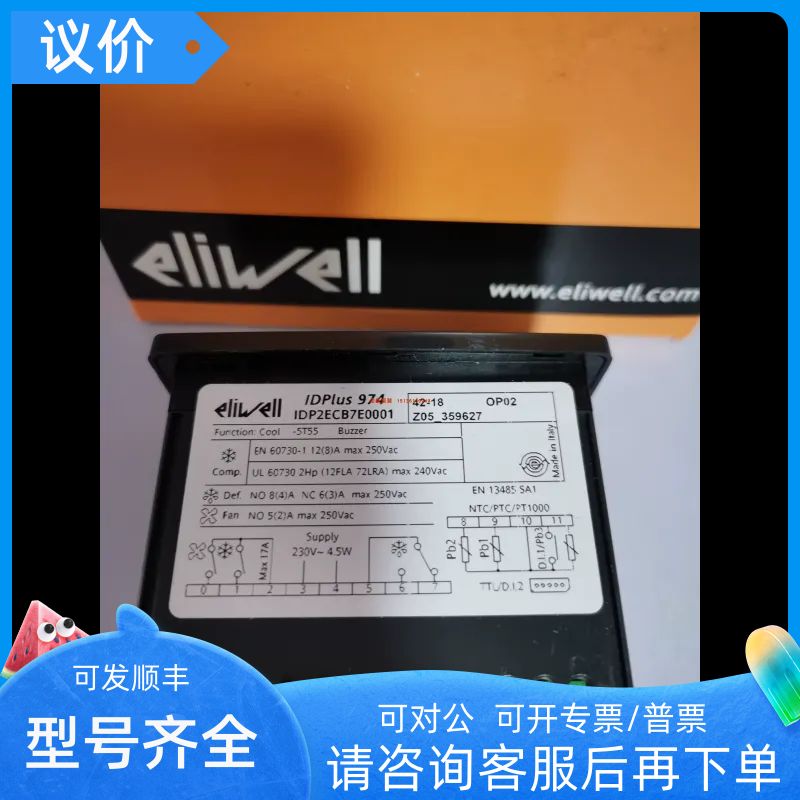 议价
eliwell
www.eliwell.com
eliwell
IDPlus 974
IDP2ECB7E0001
42-18 OP02
Z05_359627
Function: Cool -5T55 Buzzer
Comp. EN 60730-1 12(8)A max 250Vac
UL 60730 2Hp (12FLA 72LRA) max 240Vac
Made in Italy
Def. NO 8(4)A NC 6(3)A max 250Vac
EN 13485 SA1
Fan NO 5(2)A max 250Vac
NTC/PTC/PT1000
8 9 10 11
Pb2 Pb1 D.I.1/Pb3
Max 17A
Supply
230V~ 4.5W
0 1 2 3 4 5 6 7
TTL/D.I.2
可发顺丰
型号齐全
可对公 可开专票/普票
请咨询客服后再下单